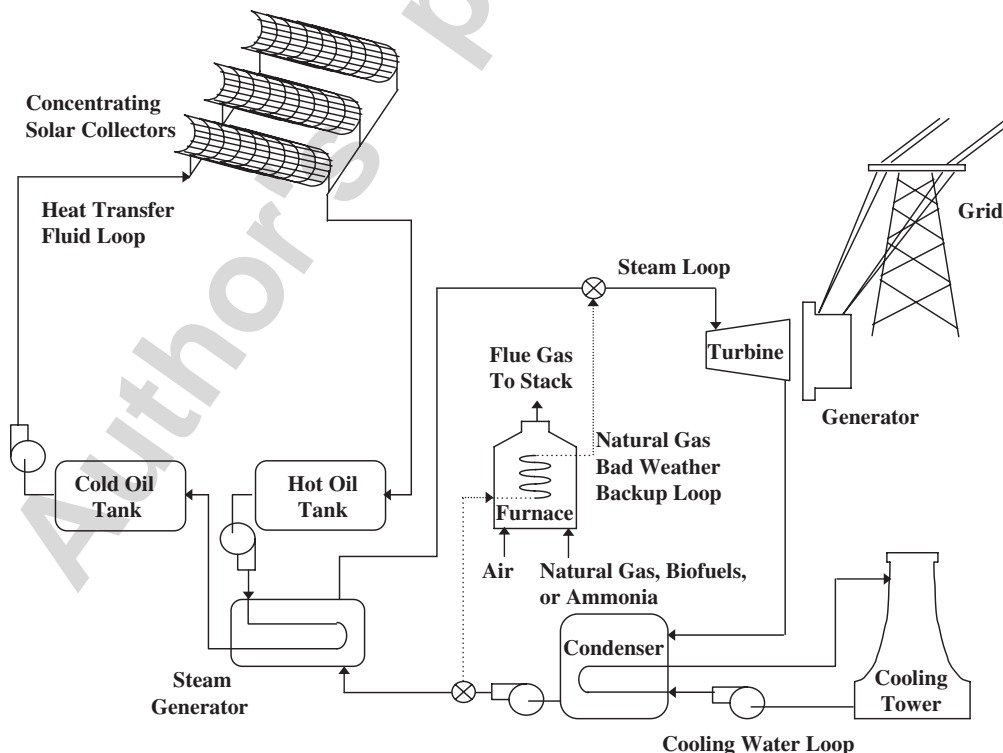 Concentrating
Solar Collectors
Heat Transfer
Fluid Loop
Grid
Steam Loop
Turbine
Generator
Flue Gas
To Stack
Natural Gas
Bad Weather
Backup Loop
Furnace
Cold Oil
Tank
Hot Oil
Tank
Air
Natural Gas, Biofuels,
or Ammonia
Condenser
Steam
Generator
Cooling
Tower
Cooling Water Loop
Author's p